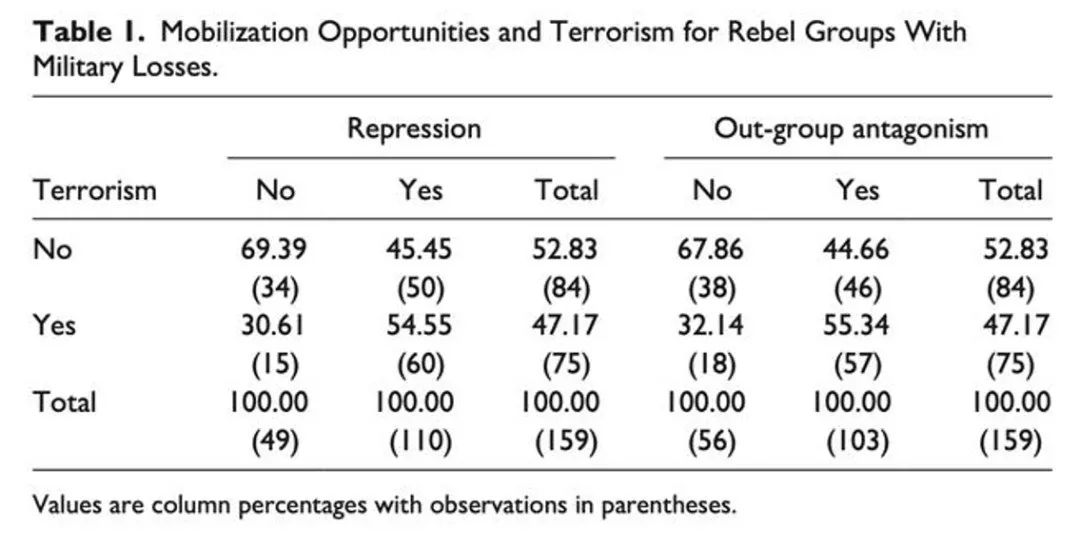 Table 1. Mobilization Opportunities and Terrorism for Rebel Groups With
Military Losses.
Repression Out-group antagonism
Terrorism No Yes Total No Yes Total
No 69.39 45.45 52.83 67.86 44.66 52.83
(34) (50) (84) (38) (46) (84)
Yes 30.61 54.55 47.17 32.14 55.34 47.17
(15) (60) (75) (18) (57) (75)
Total 100.00 100.00 100.00 100.00 100.00 100.00
(49) (110) (159) (56) (103) (159)
Values are column percentages with observations in parentheses.